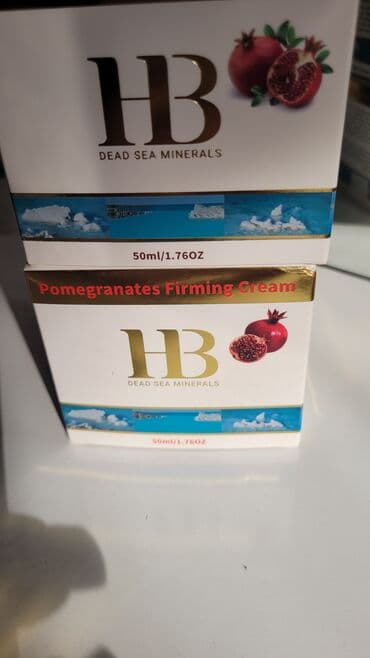 HB
DEAD SEA MINERALS
50ml/1.76OZ
Pomegranates Firming Cream
HB
DEAD SEA MINERALS
50ml/1.76OZ